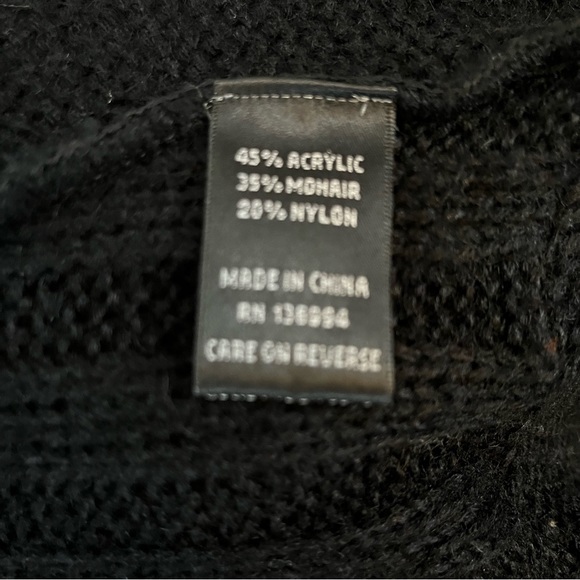 45% ACRYLIC
35% MOHAIR
20% NYLON
MADE IN CHINA
RN 136994
CARE ON REVERSE